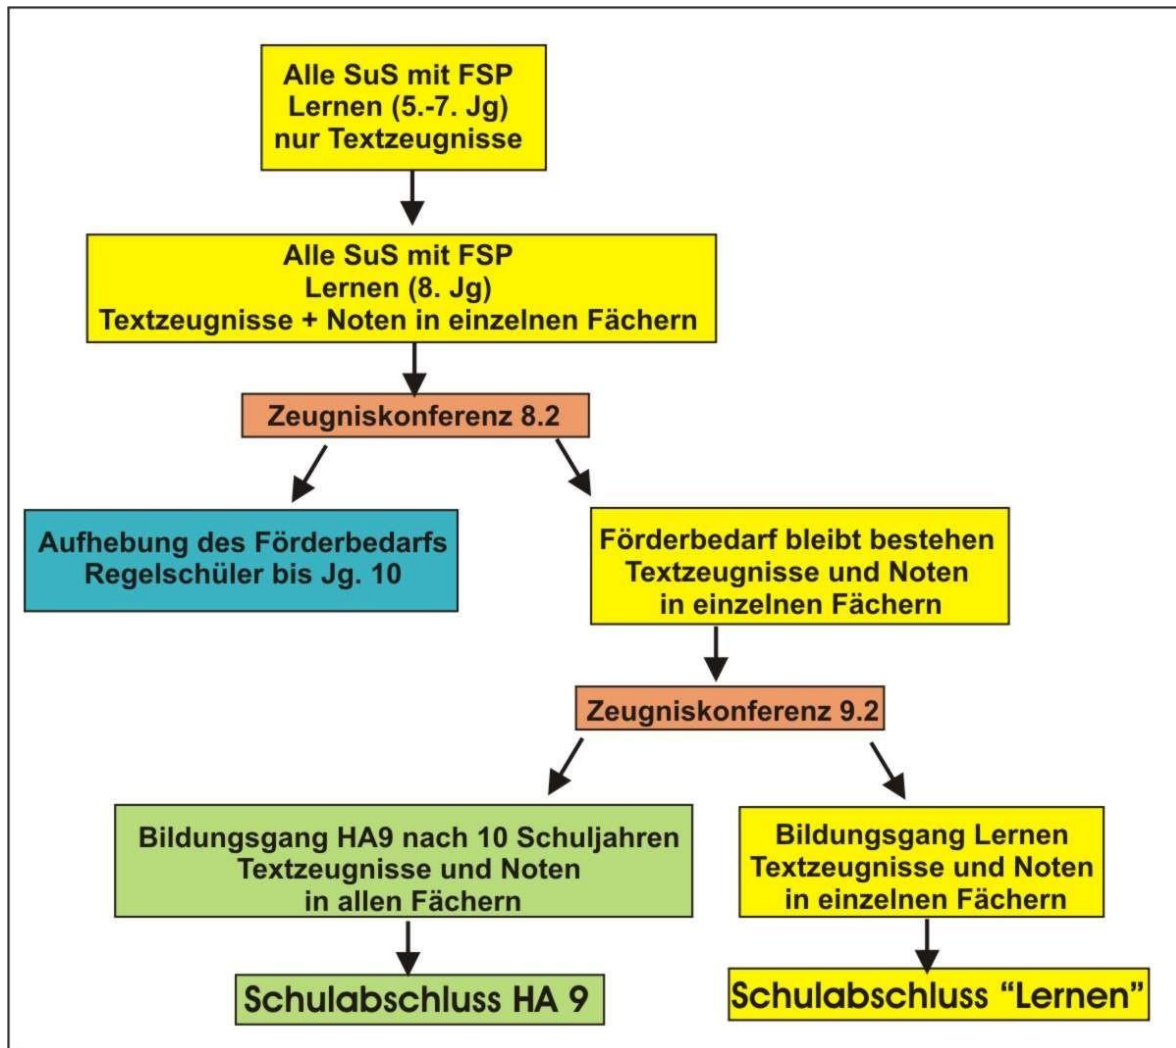 Alle SuS mit FSP
Lernen (5.-7. Jg)
nur Textzeugnisse
Alle SuS mit FSP
Lernen (8. Jg)
Textzeugnisse + Noten in einzelnen Fächern
Zeugniskonferenz 8.2
Aufhebung des Förderbedarfs
Regelschüler bis Jg. 10
Förderbedarf bleibt bestehen
Textzeugnisse und Noten
in einzelnen Fächern
Zeugniskonferenz 9.2
Bildungsgang HA9 nach 10 Schuljahren
Textzeugnisse und Noten
in allen Fächern
Bildungsgang Lernen
Textzeugnisse und Noten
in einzelnen Fächern
Schulabschluss HA 9
Schulabschluss “Lernen”